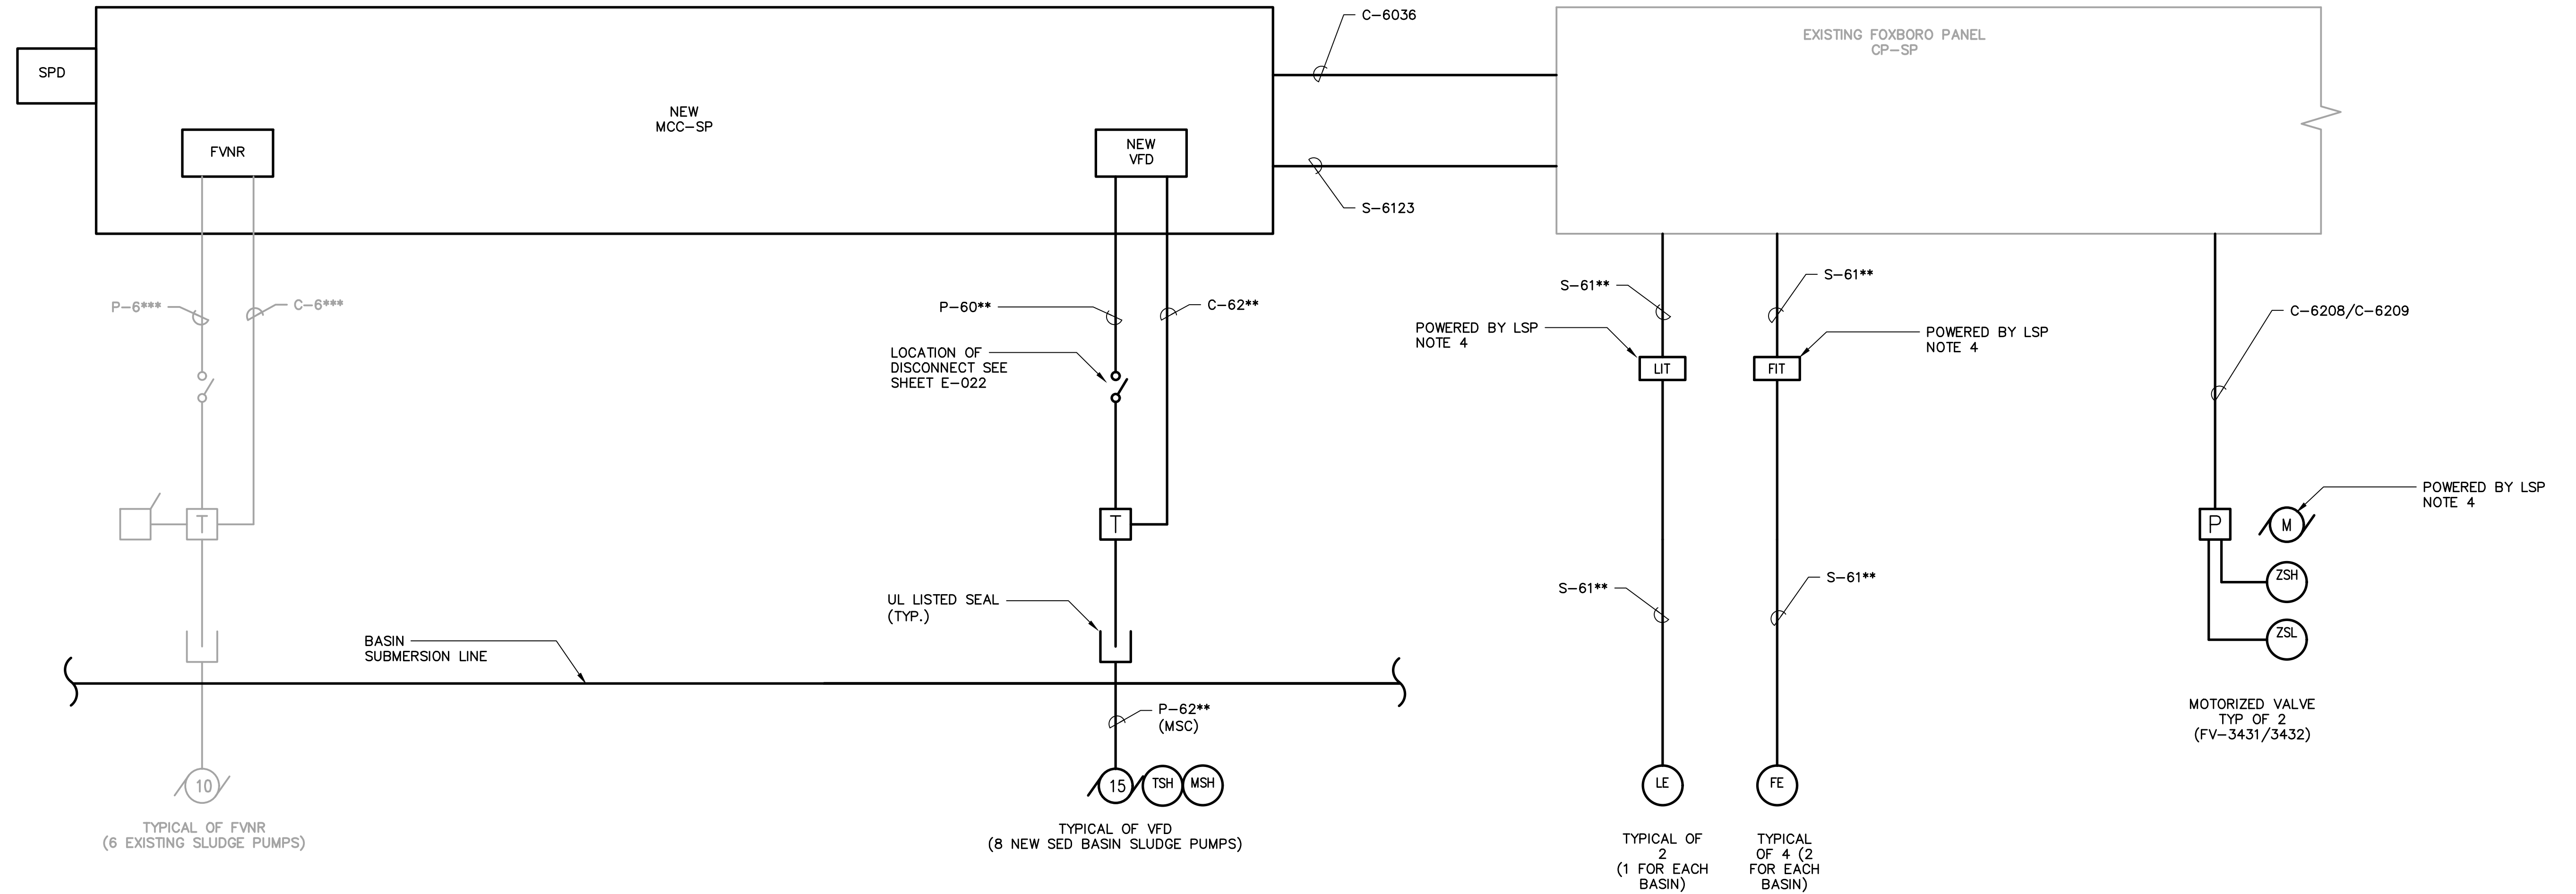 C-6036
EXISTING FOXBORO PANEL
CP-SP
SPD
NEW
MCC-SP
FVNR
NEW
VFD
S-6123
P-6***
C-6***
P-60**
C-62**
LOCATION OF
DISCONNECT SEE
SHEET E-022
S-61**
S-61**
POWERED BY LSP
NOTE 4
POWERED BY LSP
NOTE 4
LIT
FIT
C-6208/C-6209
POWERED BY LSP
NOTE 4
T
T
P
M
ZSH
ZSL
UL LISTED SEAL
(TYP.)
S-61**
S-61**
BASIN
SUBMERSION LINE
P-62**
(MSC)
MOTORIZED VALVE
TYP OF 2
(FV-3431/3432)
10
15
TSH
MSH
LE
FE
TYPICAL OF FVNR
(6 EXISTING SLUDGE PUMPS)
TYPICAL OF VFD
(8 NEW SED BASIN SLUDGE PUMPS)
TYPICAL OF
2
(1 FOR EACH
BASIN)
TYPICAL
OF 4 (2
FOR EACH
BASIN)